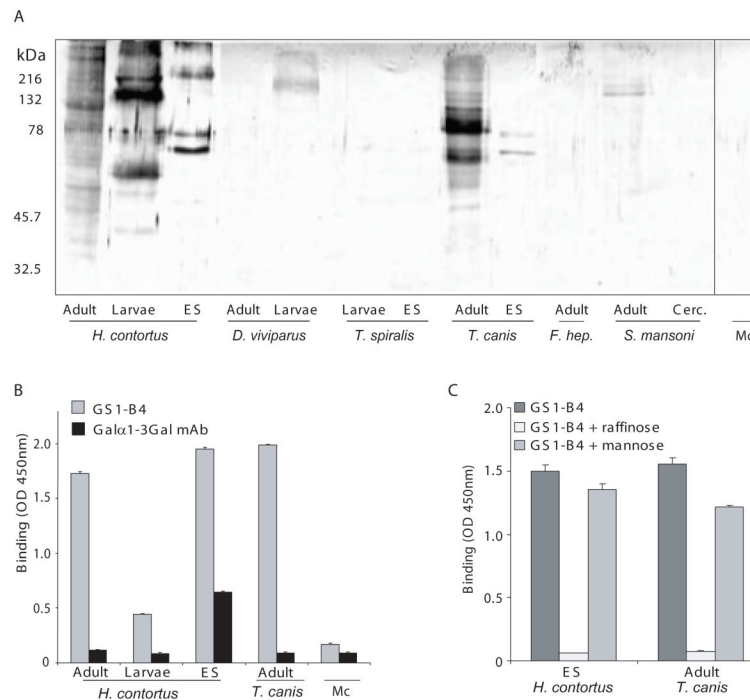 A
kDa
216
132
78
45.7
32.5
Adult Larvae ES Adult Larvae Larvae ES Adult ES Adult Adult Cerc.
H. contortus D. viviparus T. spiralis T. canis F. hep. S. mansoni Mc
B
GS1-B4
Galα1-3Gal mAb
Binding (OD 450nm)
2.0
1.5
1.0
0.5
0
Adult Larvae ES Adult Mc
H. contortus T. canis
C
GS1-B4
GS1-B4 + raffinose
GS1-B4 + mannose
Binding (OD 450nm)
2.0
1.5
1.0
0.5
0
ES Adult
H. contortus T. canis